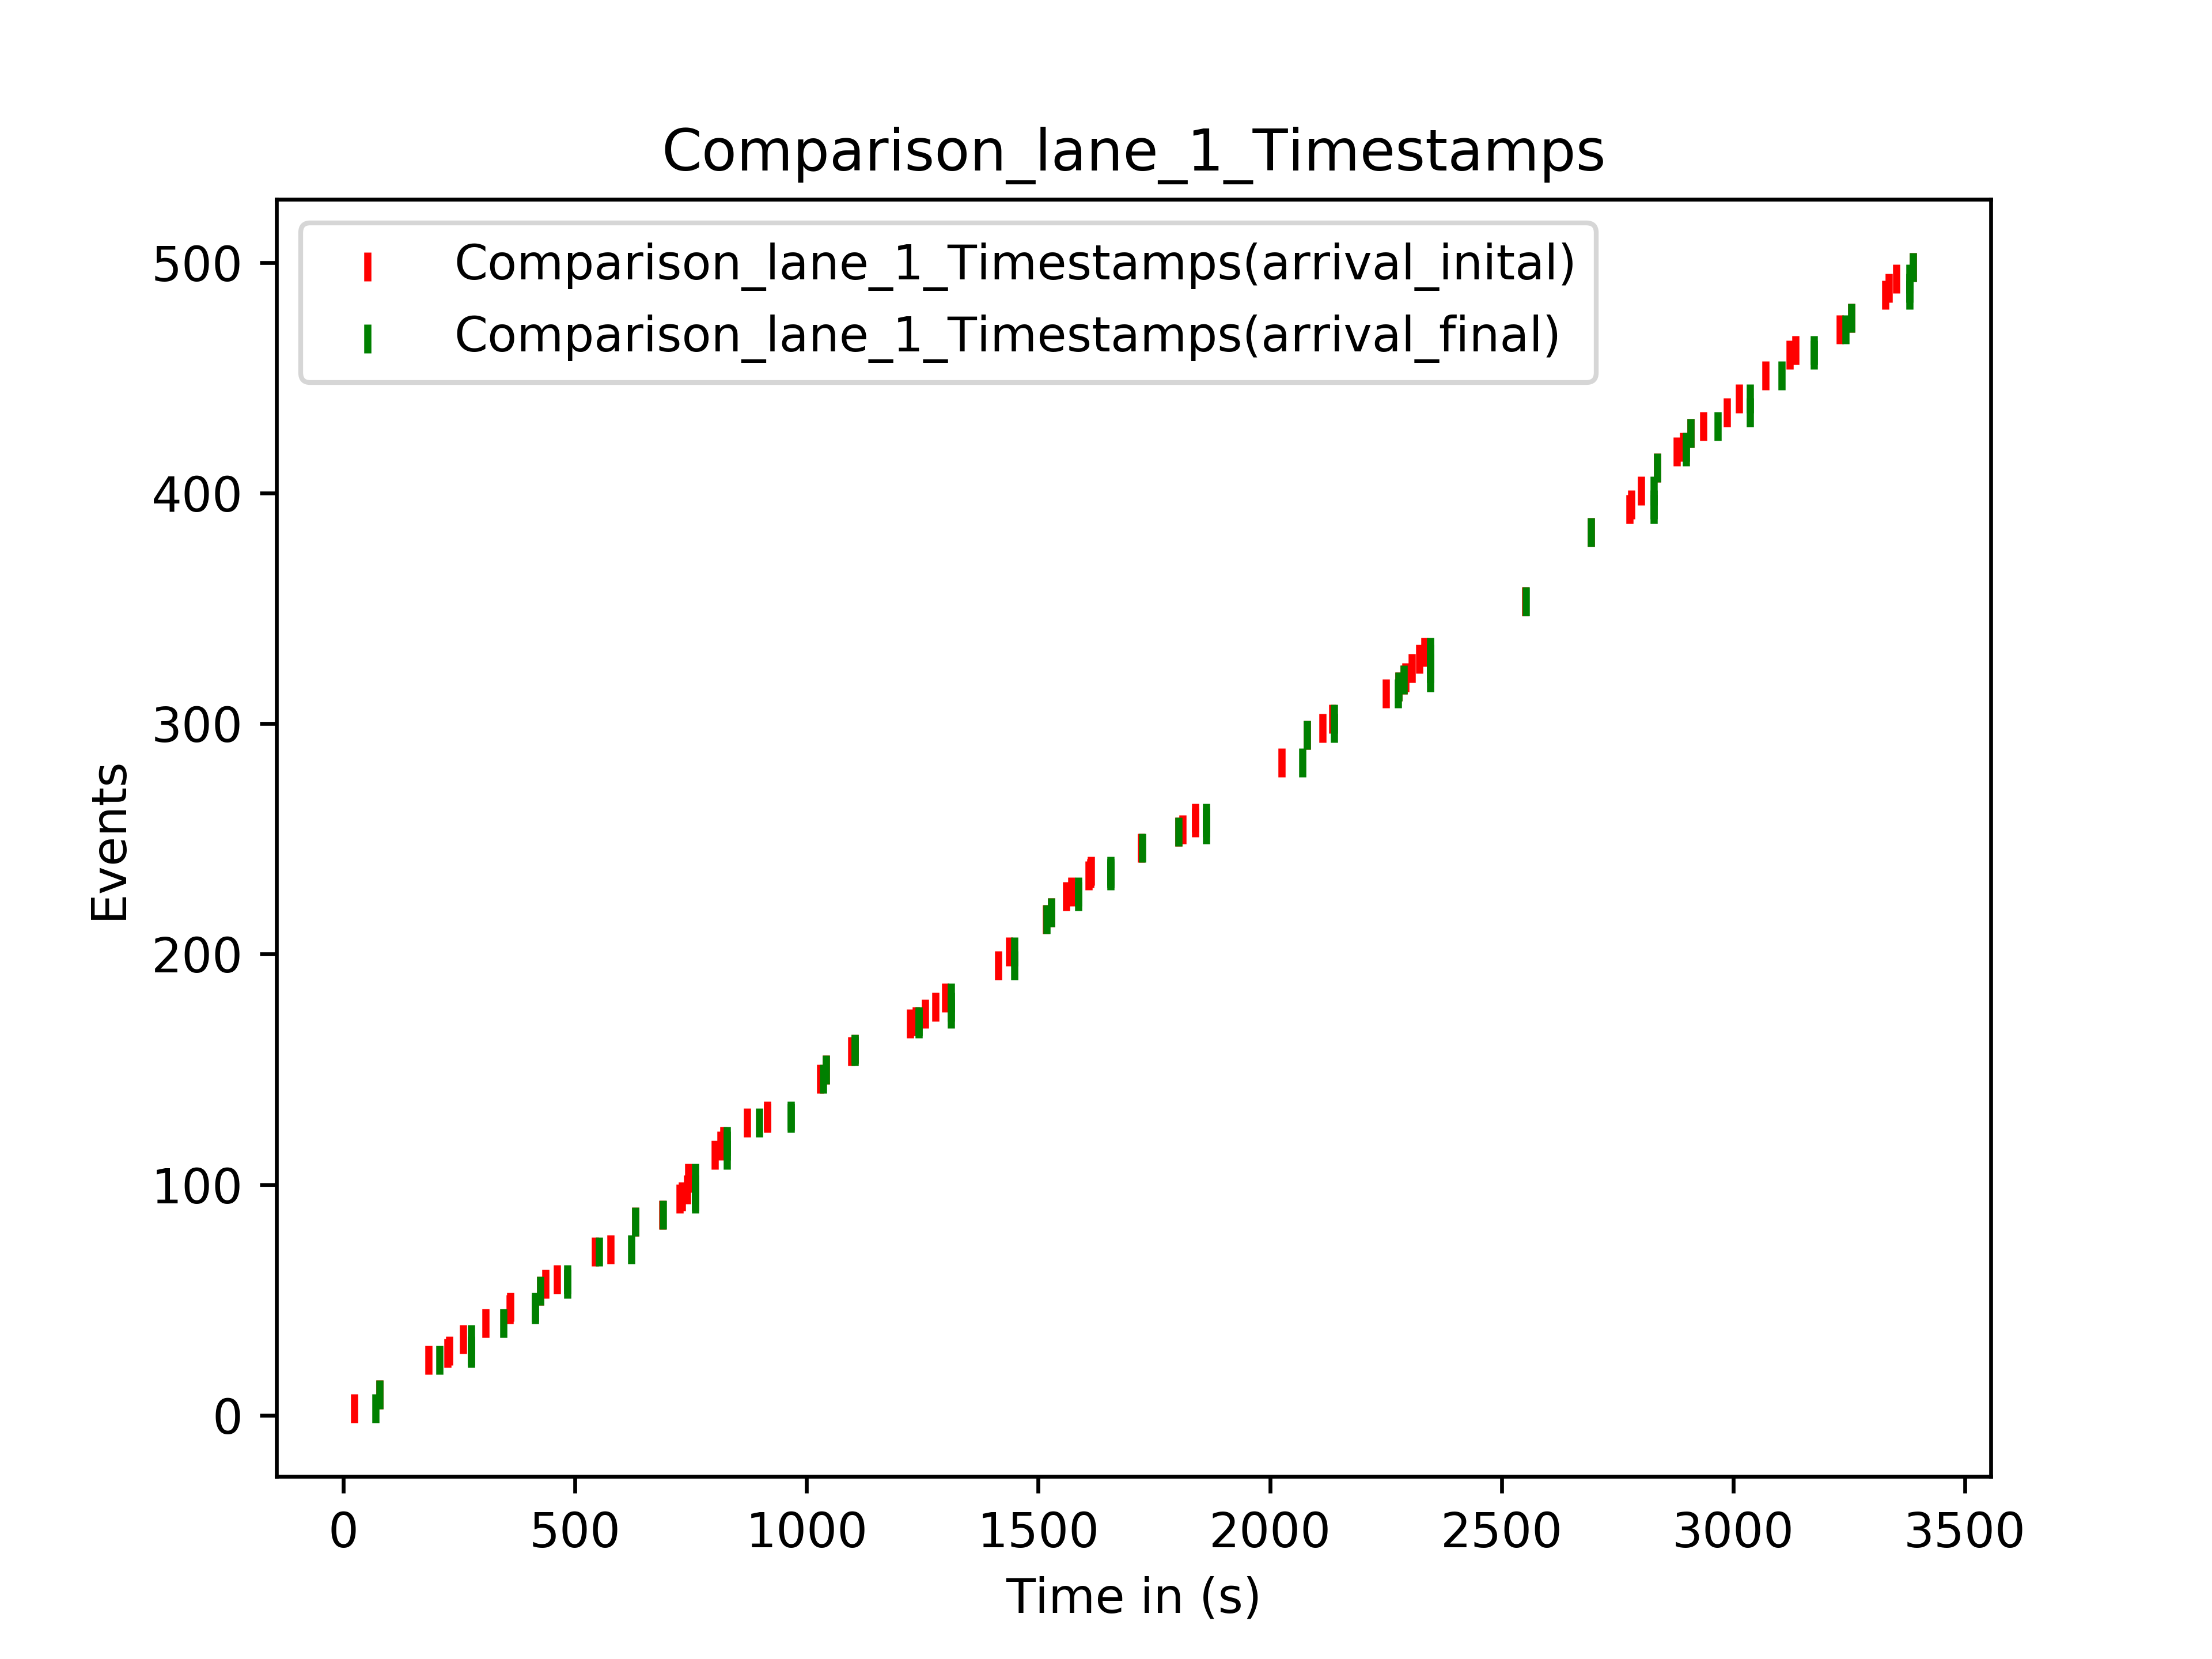 Comparison_lane_1_Timestamps
Comparison_lane_1_Timestamps(arrival_inital)
Comparison_lane_1_Timestamps(arrival_final)
500
400
300
200
100
0
Events
0 500 1000 1500 2000 2500 3000 3500
Time in (s)